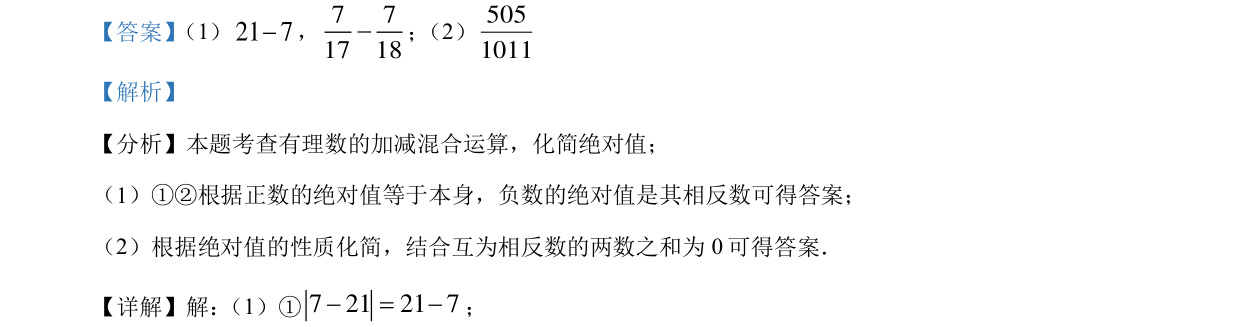 【答案】（1）21−7，7/17 − 7/18；（2）505/1011
【解析】
【分析】本题考查有理数的加减混合运算，化简绝对值；
（1）①②根据正数的绝对值等于本身，负数的绝对值是其相反数可得答案；
（2）根据绝对值的性质化简，结合互为相反数的两数之和为 0 可得答案．
【详解】解：（1）①|7−21|=21−7；